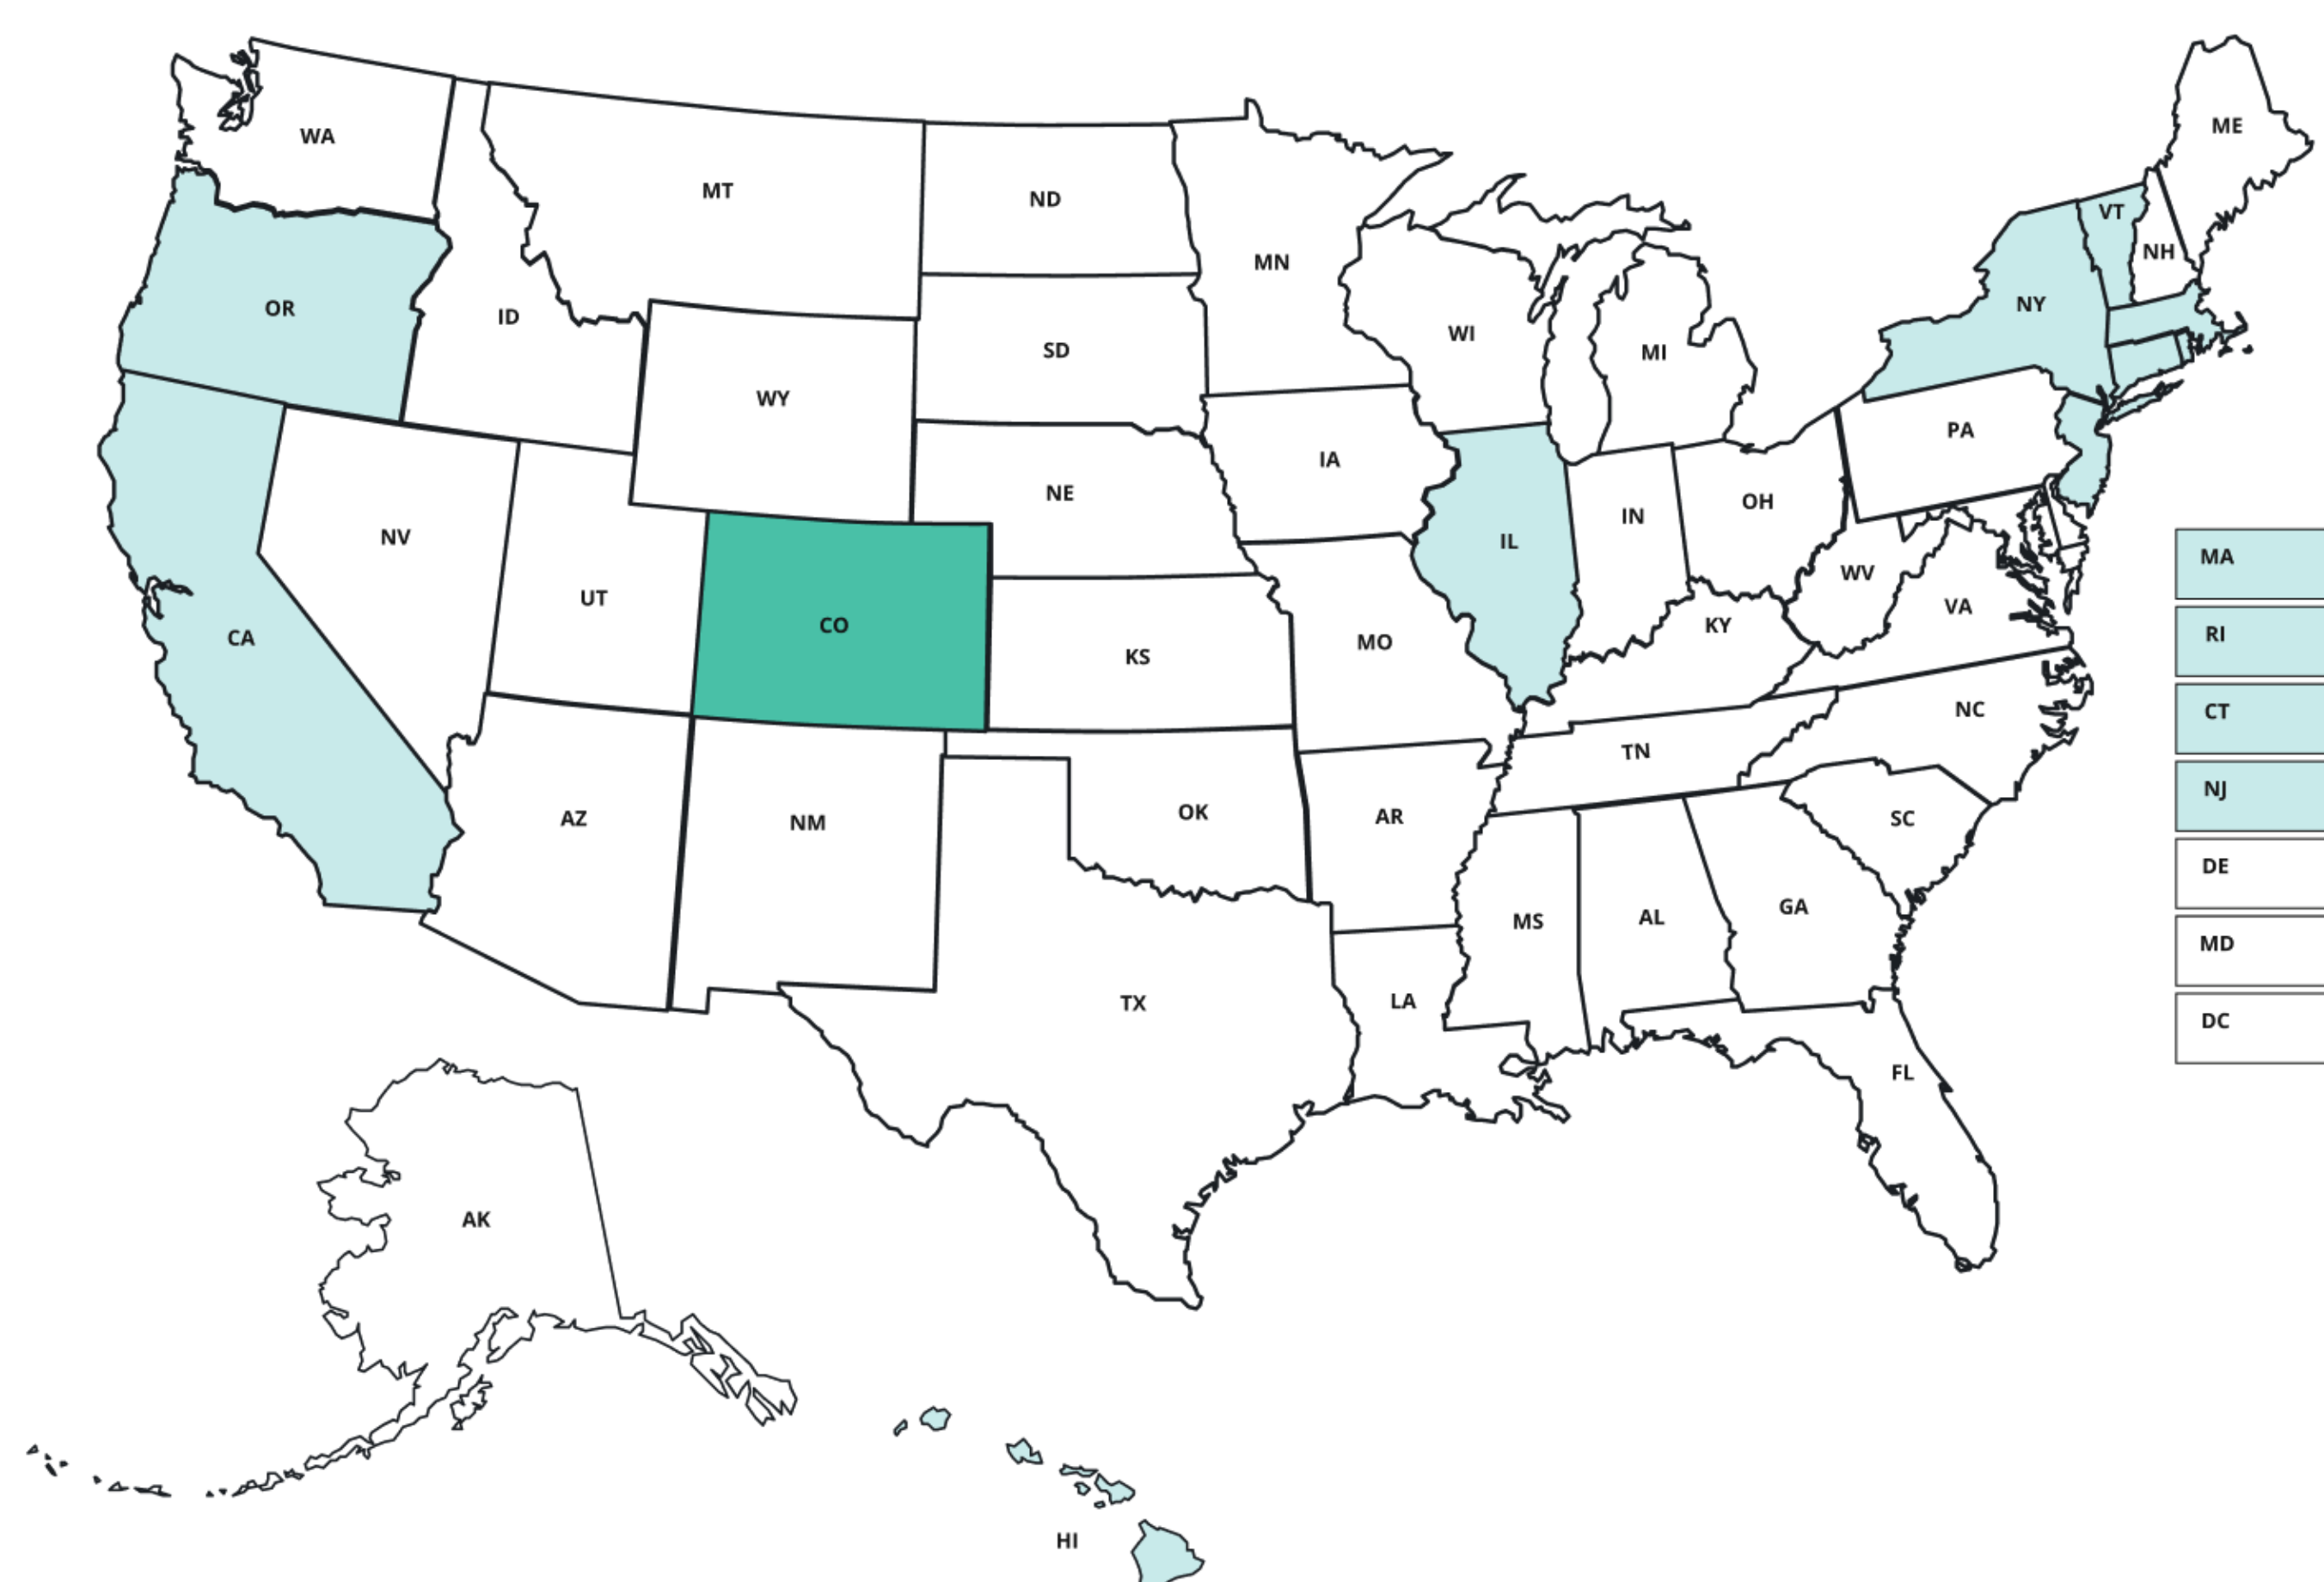 ME
WA
MT
ND
VT
NH
MN
NY
OR
ID
WI
SD
MI
WY
PA
IA
NE
OH
IN
NV
IL
MA
WV
UT
VA
CO
KY
RI
CA
MO
KS
NC
CT
TN
NJ
OK
AR
SC
AZ
NM
DE
GA
AL
MS
MD
LA
TX
DC
FL
AK
HI